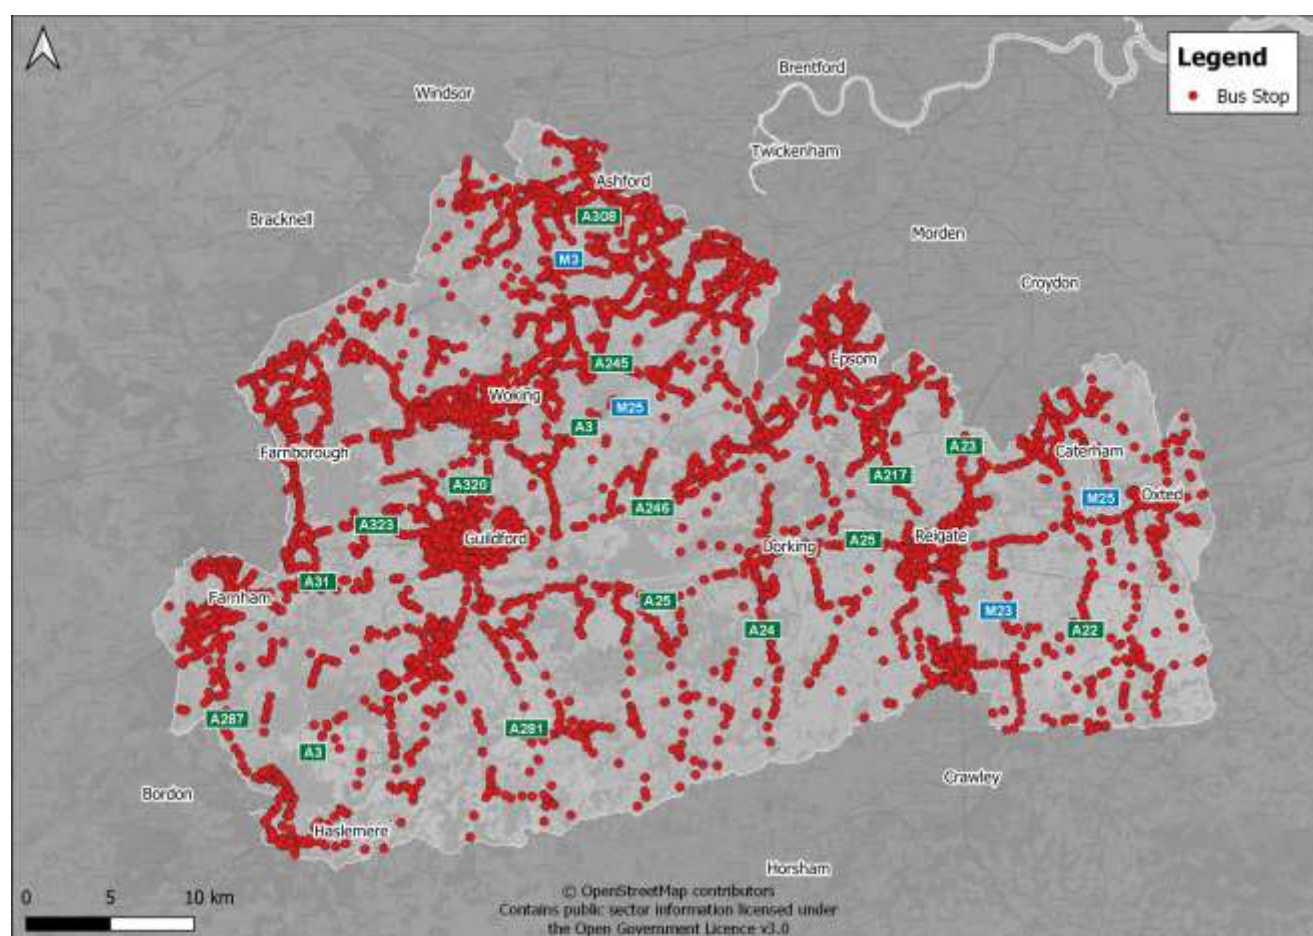 Legend
Bus Stop
Brentford
Windsor
Twickenham
Ashford
Bracknell
A308
Morden
M3
Croydon
Epsom
A245
Woking
M25
A3
Farnborough
A23
Caterham
A217
A320
Oxted
M25
A246
A323
Guildford
Reigate
A25
Dorking
A31
Farnham
A25
M23
A24
A22
A287
A281
A3
Crawley
Bordon
Haslemere
Horsham
0 5 10 km
© OpenStreetMap contributors
Contains public sector information licensed under
the Open Government Licence v3.0